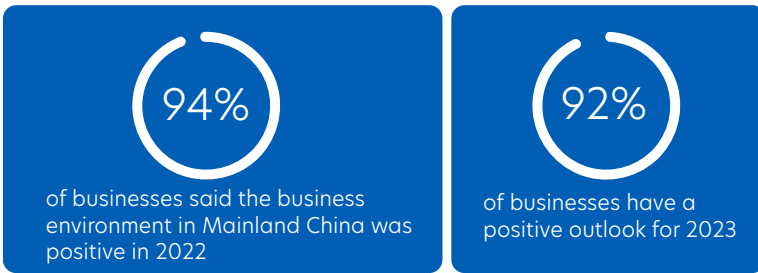 94%
of businesses said the business
environment in Mainland China was
positive in 2022
92%
of businesses have a
positive outlook for 2023